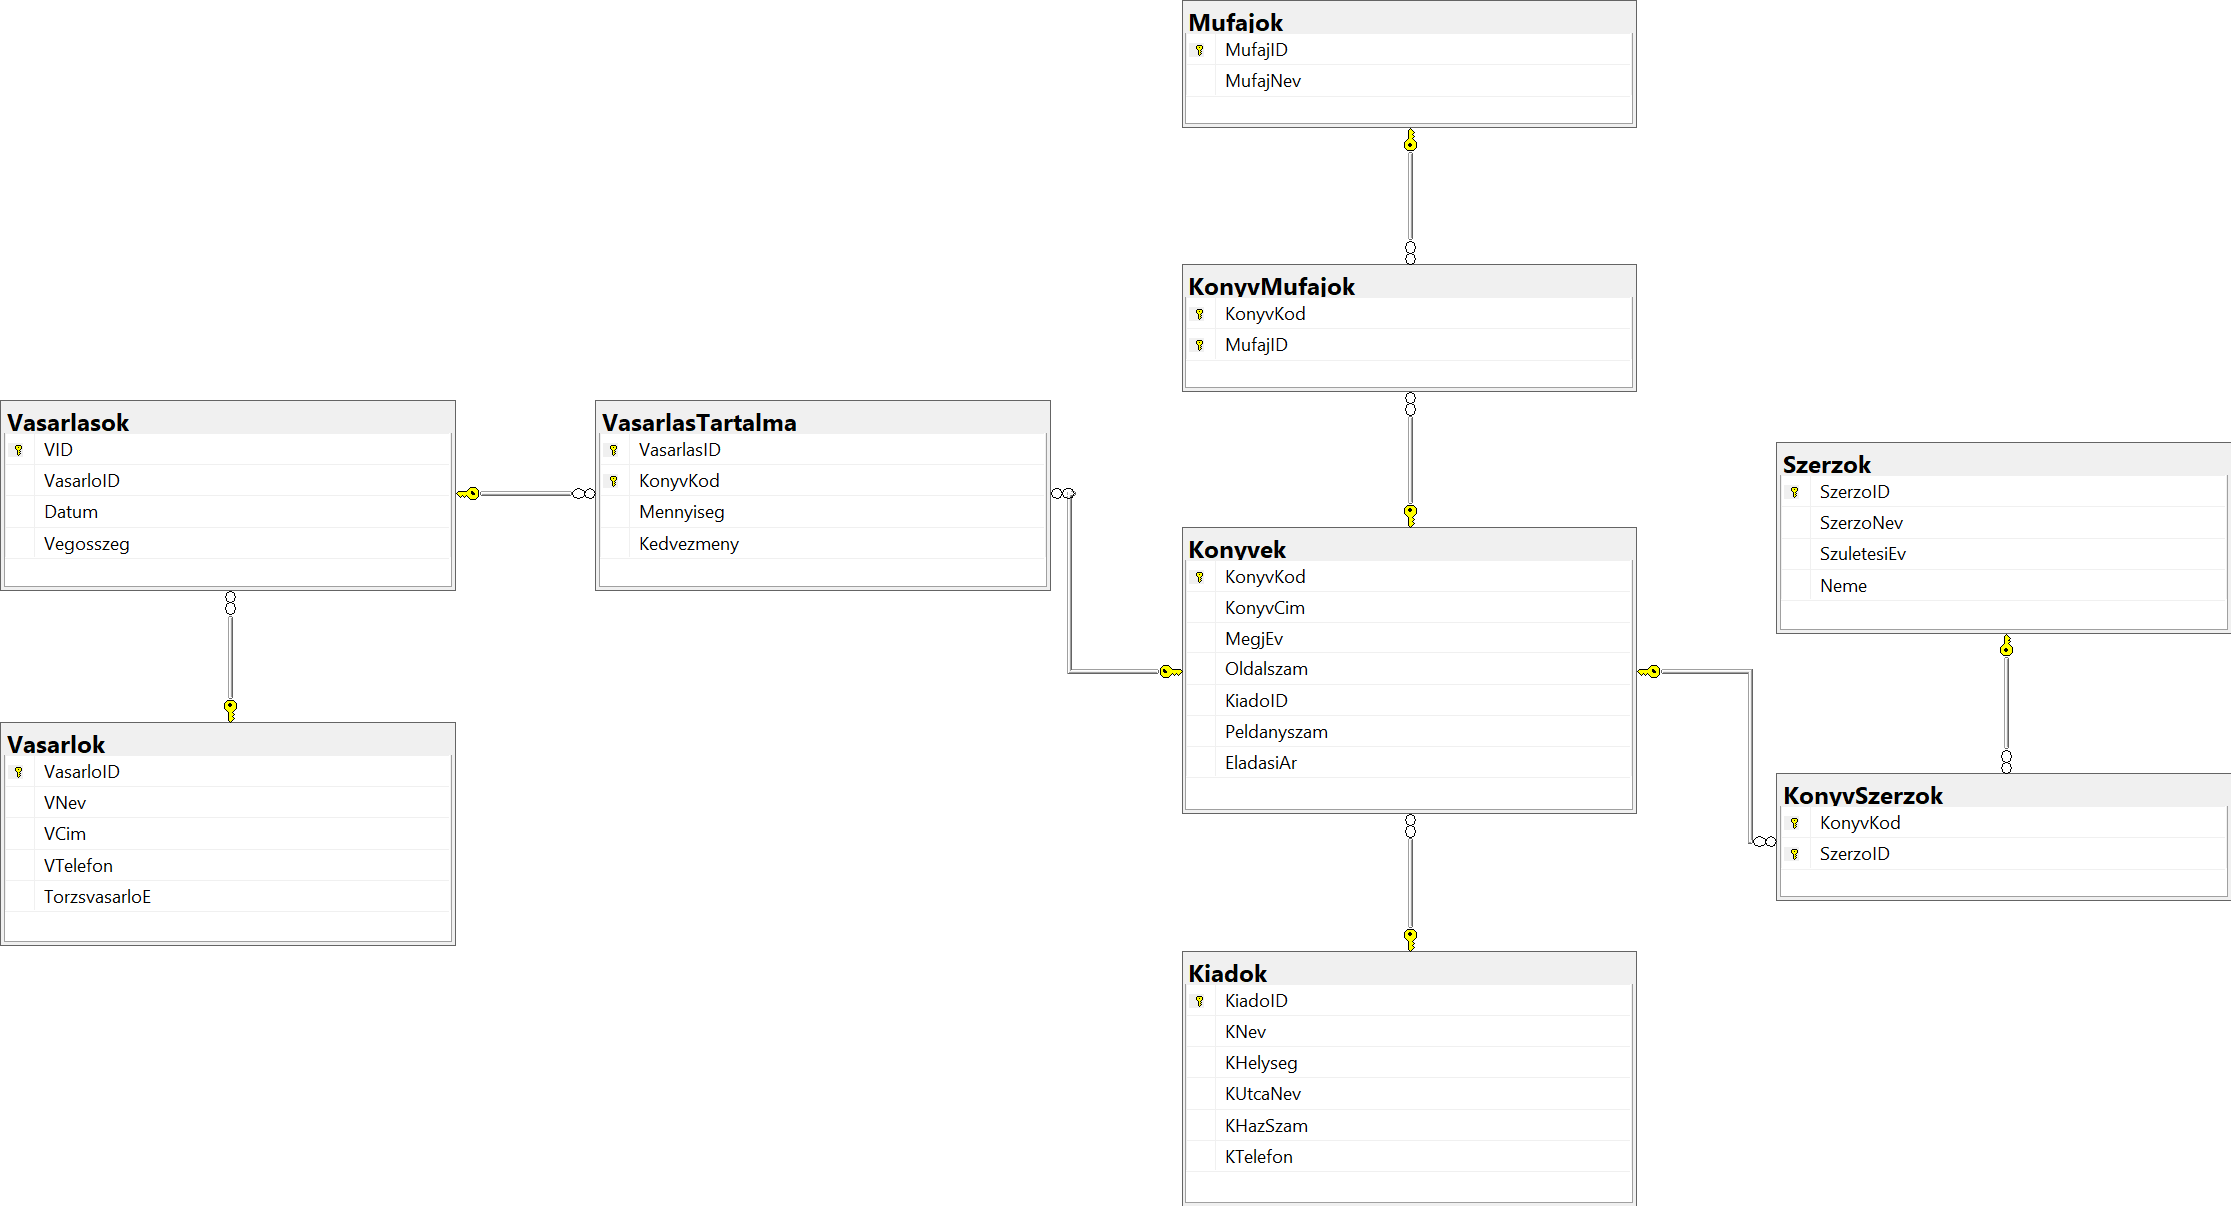 Mufajok
MufajID
MufajNev
KonyvMufajok
KonyvKod
MufajID
Vasarlasok
VID
VasarloID
Datum
Vegosszeg
VasarlasTartalma
VasarlasID
KonyvKod
Mennyiseg
Kedvezmeny
Szerzok
SzerzoID
SzerzoNev
SzuletesiEv
Neme
Konyvek
KonyvKod
KonyvCim
MegjEv
Oldalszam
KiadoID
Peldanyszam
EladasiAr
Vasarlok
VasarloID
VNev
VCim
VTelefon
TorzsvasarloE
KonyvSzerzok
KonyvKod
SzerzoID
Kiadok
KiadoID
KNev
KHelyseg
KUtcaNev
KHazSzam
KTelefon